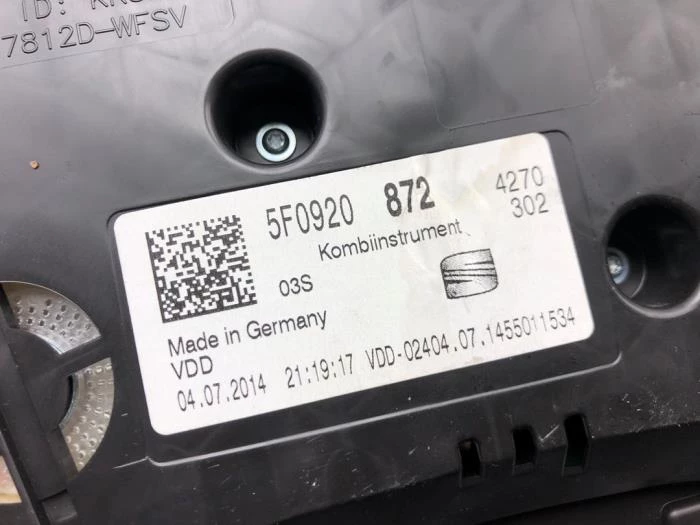 ID:
7812D-WFSV
5F0920 872 4270
302
Kombiinstrument
03S
Made in Germany
VDD
04.07.2014 21:19:17 VDD-02404.07.1455011534